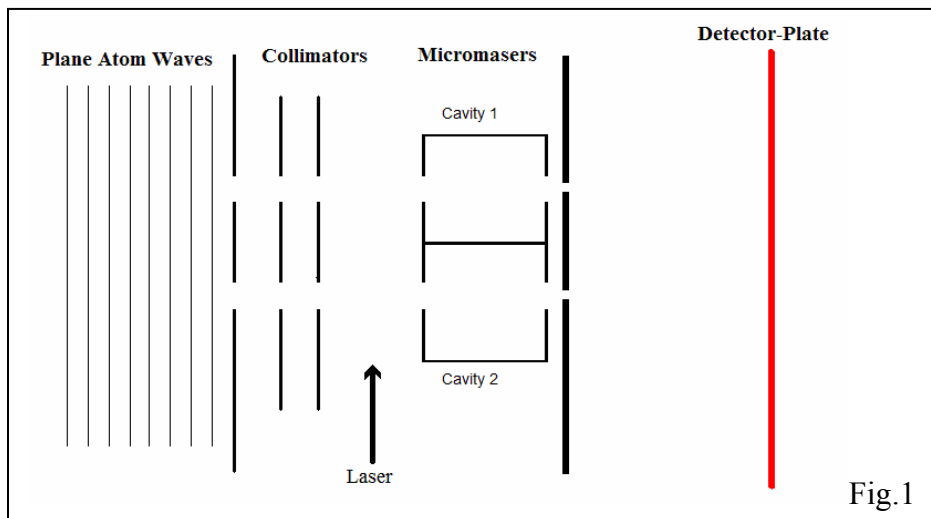 Detector-Plate
Plane Atom Waves
Collimators
Micromasers
Cavity 1
Cavity 2
Laser
Fig.1